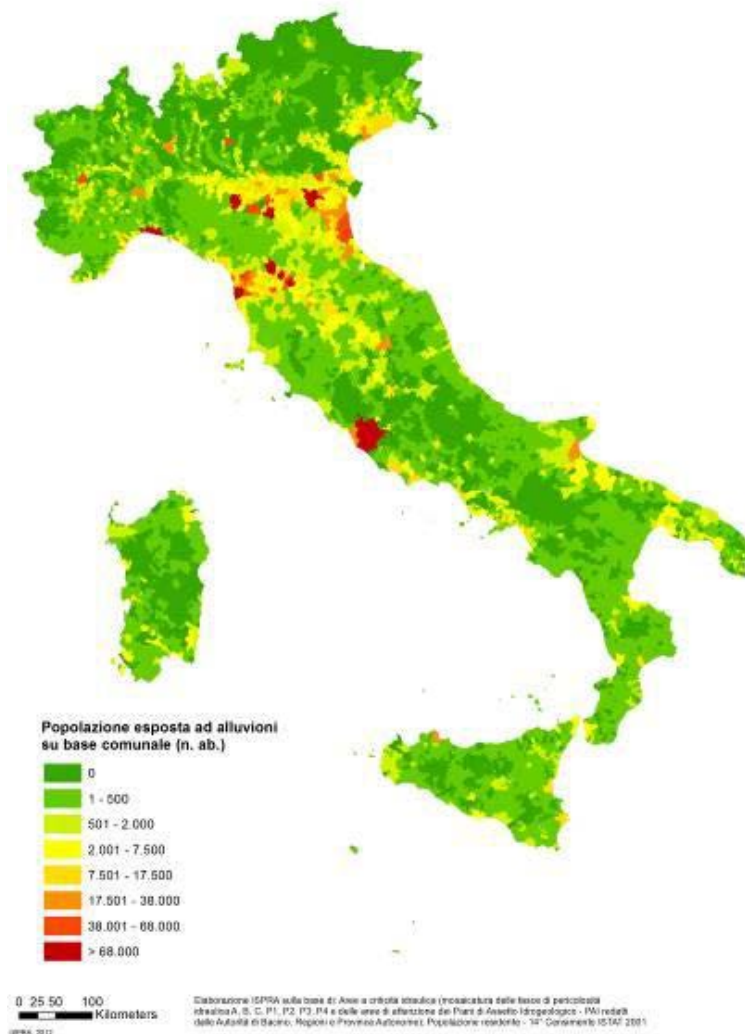 Popolazione esposta ad alluvioni
su base comunale (n. ab.)
0
1 - 500
501 - 2.000
2.001 - 7.500
7.501 - 17.500
17.501 - 38.000
38.001 - 68.000
> 68.000
0 25 50 100
Kilometers
Elaborazione ISPRA sulla base di: Aree a criticità idraulica (mosaicatura delle fasce di pericolosità
idraulica A, B, C, P1, P2, P3, P4 e delle aree di attenzione dei Piani di Assetto Idrogeologico - PAI redatti
dalle Autorità di Bacino, Regioni e Province Autonome); Popolazione residente - 14° Censimento ISTAT 2001